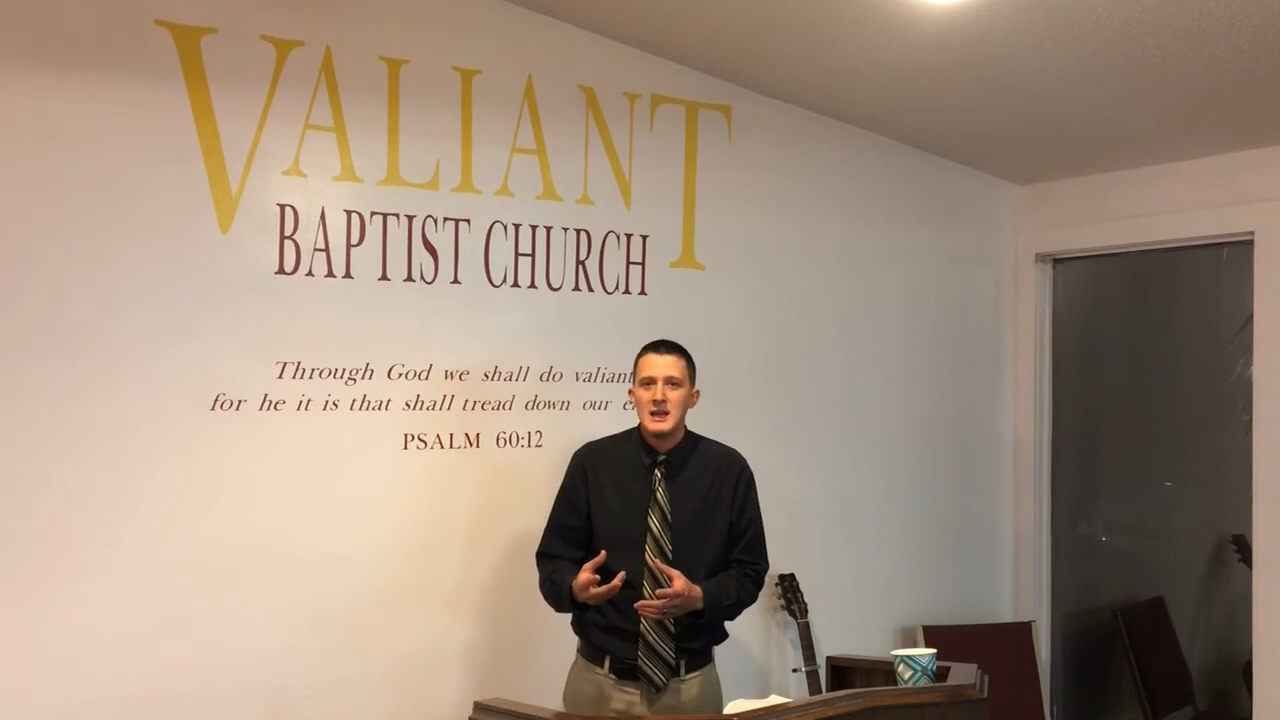 VALIANT
BAPTIST CHURCH
Through God we shall do valiant
for he it is that shall tread down our
PSALM 60:12